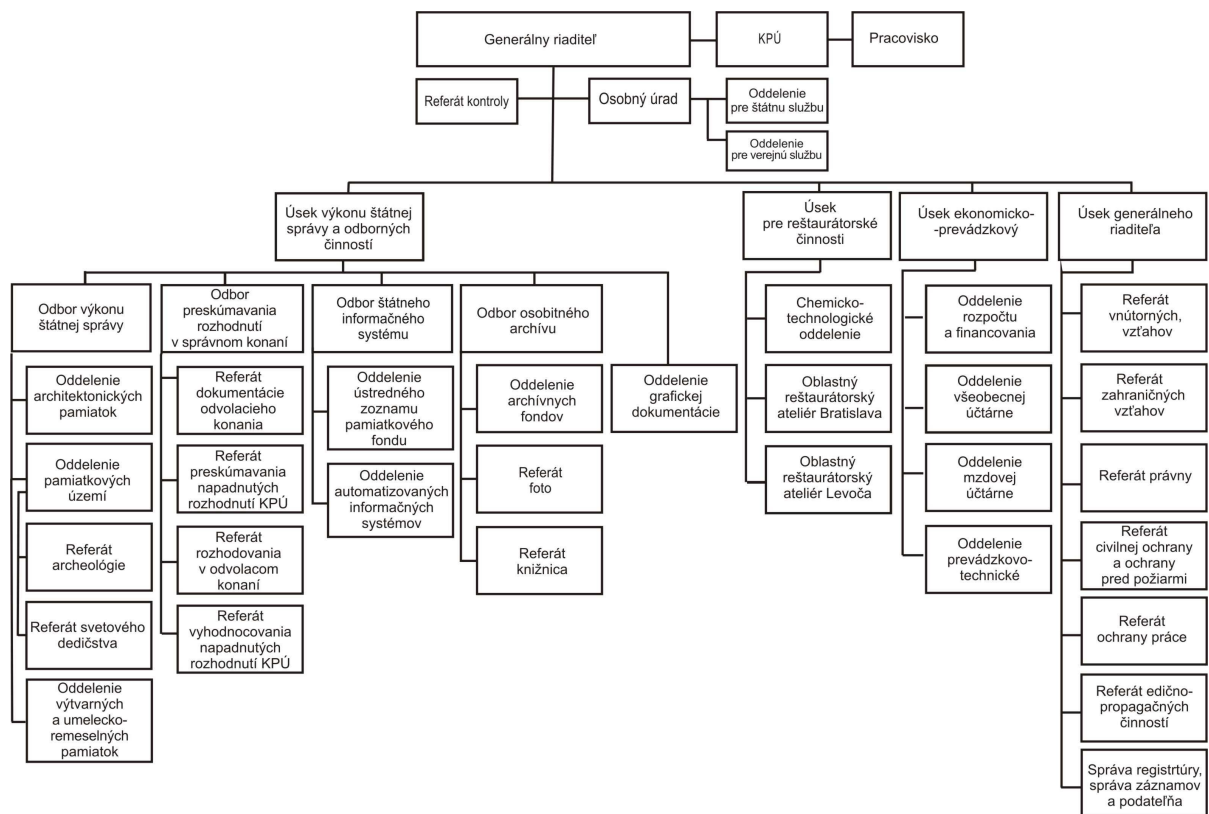 Generálny riaditeľ
KPÚ
Pracovisko
Referát kontroly
Osobný úrad
Oddelenie
pre štátnu službu
Oddelenie
pre verejnú službu
Úsek výkonu štátnej
správy a odborných
činností
Úsek
pre reštaurátorské
činnosti
Úsek ekonomicko-
-prevádzkový
Úsek generálneho
riaditeľa
Odbor výkonu
štátnej správy
Odbor
preskúmavania
rozhodnutí
v správnom konaní
Odbor štátneho
informačného
systému
Odbor osobitného
archívu
Oddelenie
grafickej
dokumentácie
Oddelenie
architektonických
pamiatok
Oddelenie
pamiatkových
území
Referát
archeológie
Referát svetového
dedičstva
Oddelenie
výtvarných
a umelecko-
remeselných
pamiatok
Referát
dokumentácie
odvolacieho
konania
Referát
preskúmavania
napadnutých
rozhodnutí KPÚ
Referát
rozhodovania
v odvolacom
konaní
Referát
vyhodnocovania
napadnutých
rozhodnutí KPÚ
Oddelenie
ústredného
zoznamu
pamiatkového
fondu
Oddelenie
automatizovaných
informačných
systémov
Oddelenie
archívnych
fondov
Referát
foto
Referát
knižnica
Chemicko-
technologické
oddelenie
Oblastný
reštaurátorský
ateliér Bratislava
Oblastný
reštaurátorský
ateliér Levoča
Oddelenie
rozpočtu
a financovania
Oddelenie
všeobecnej
účtárne
Oddelenie
mzdovej
účtárne
Oddelenie
prevádzkovo-
technické
Referát
vnútorných,
vzťahov
Referát
zahraničných
vzťahov
Referát právny
Referát
civilnej ochrany
a ochrany
pred požiarmi
Referát
ochrany práce
Referát edično-
propagačných
činností
Správa registrtúry,
správa záznamov
a podateľňa